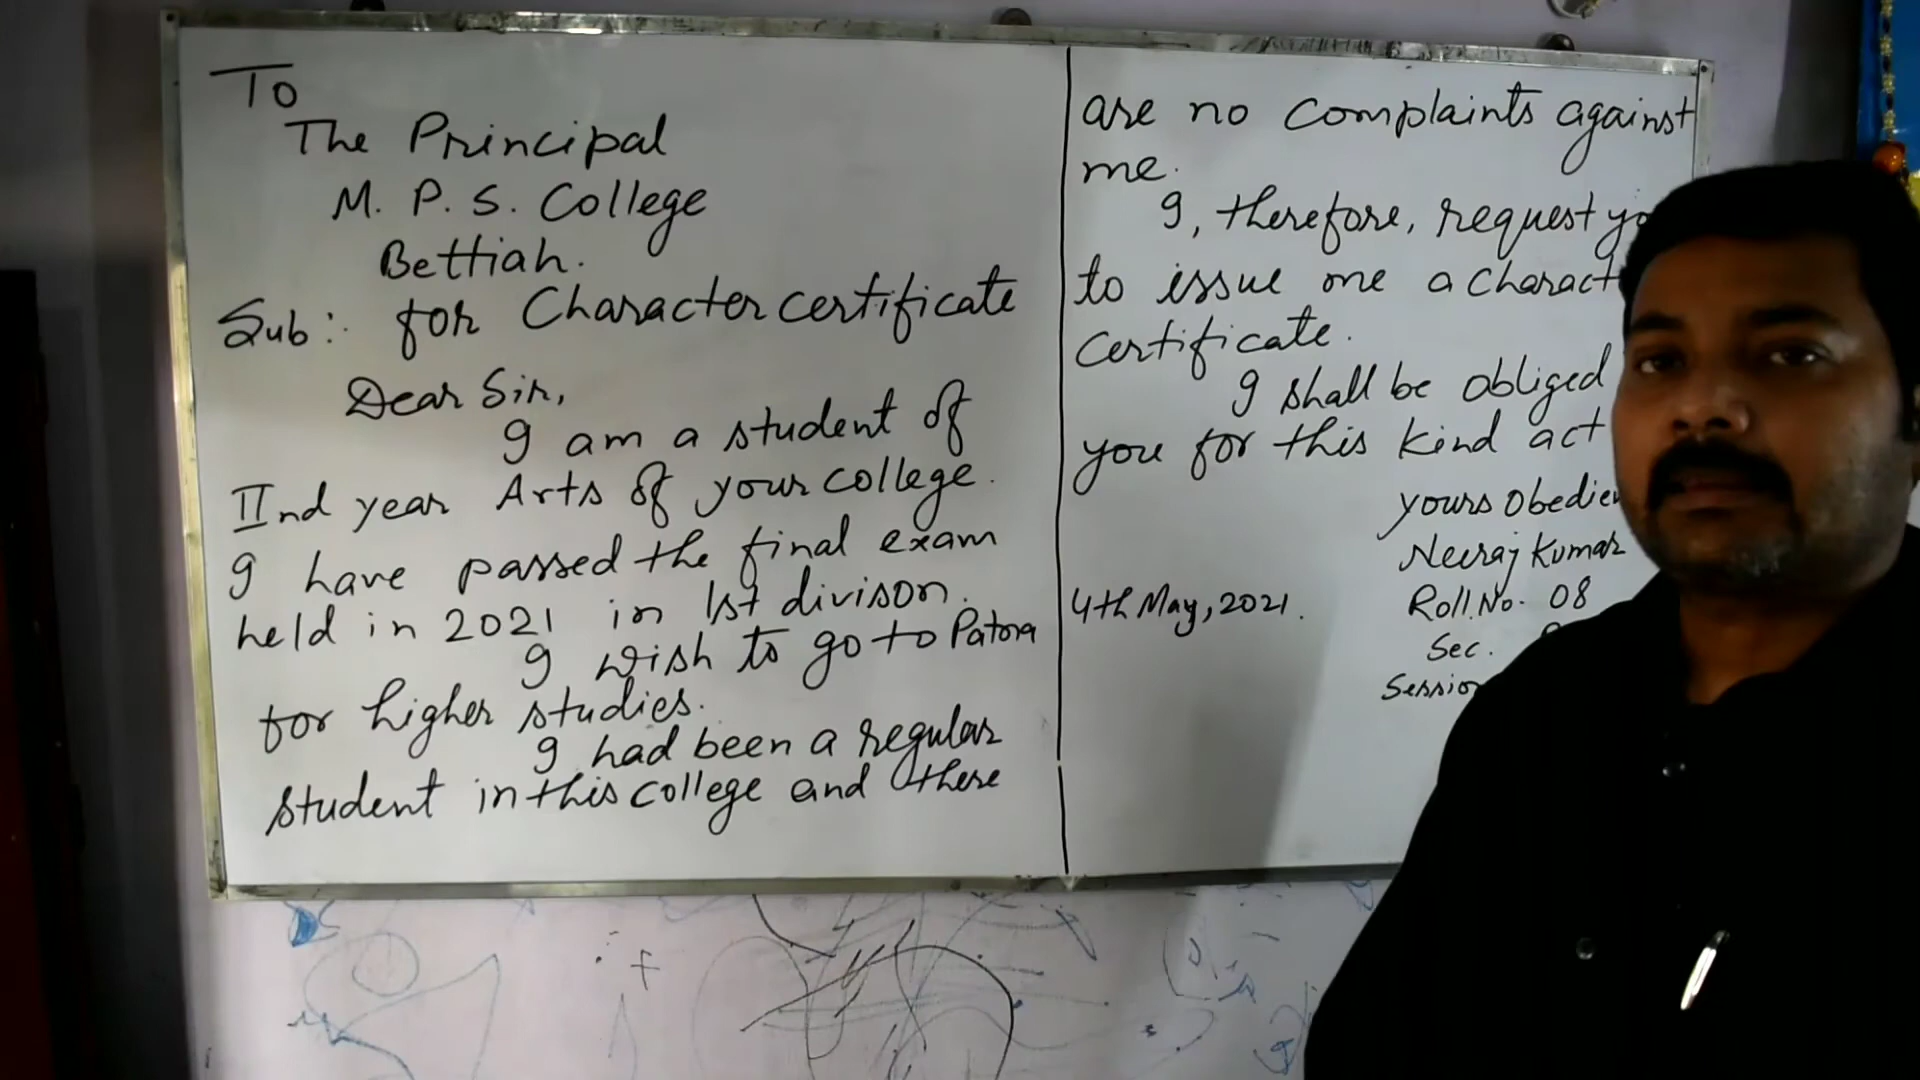 To
The Principal
M. P. S. College
Bettiah.
Sub:- for Character certificate
Dear Sir,
I am a student of
IInd year Arts of your college.
I have passed the final exam
held in 2021 in 1st divison.
I wish to go to Patna
for higher studies.
I had been a regular
student in this college and there
are no complaints against
me.
I, therefore, request yo
to issue me a charact
certificate.
I shall be obliged
you for this kind act
yours obedien
Neeraj Kumar
4th May, 2021.
Roll. No. 08
Sec.
Session